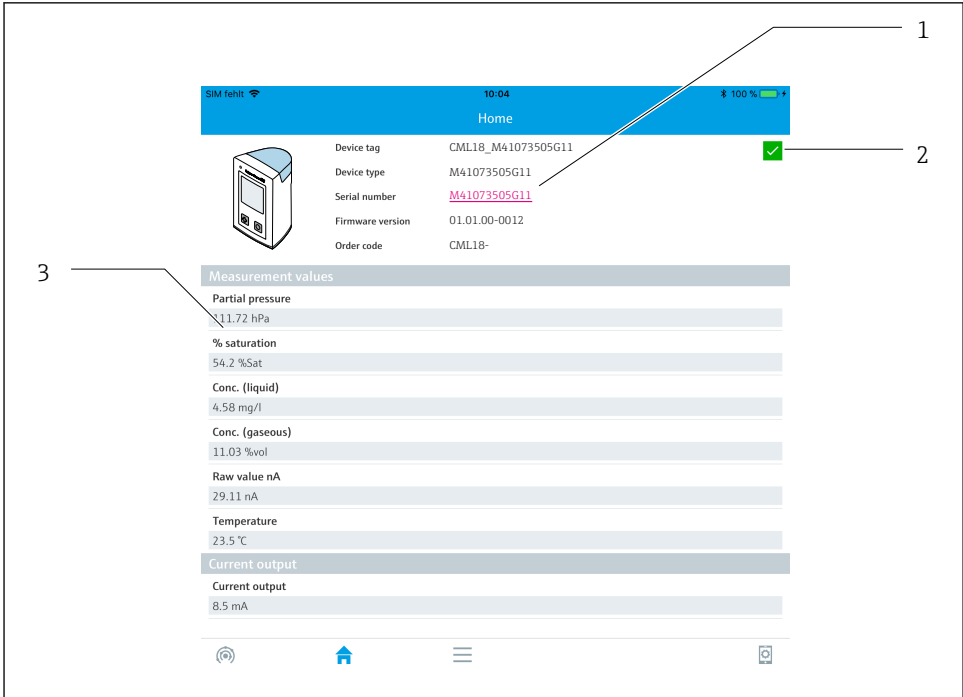 1
SIM fehlt 10:04 100 %
Home
Device tag CML18_M41073505G11
2
Device type M41073505G11
Serial number M41073505G11
Firmware version 01.01.00-0012
Order code CML18-
3
Measurement values
Partial pressure
111.72 hPa
% saturation
54.2 %Sat
Conc. (liquid)
4.58 mg/l
Conc. (gaseous)
11.03 %vol
Raw value nA
29.11 nA
Temperature
23.5 °C
Current output
Current output
8.5 mA